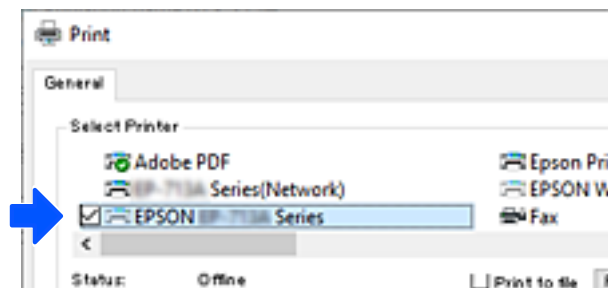 Print
General
Select Printer
Adobe PDF
Epson Pri
Series(Network)
EPSON W
EPSON Series
Fax
Status: Offline
Print to file